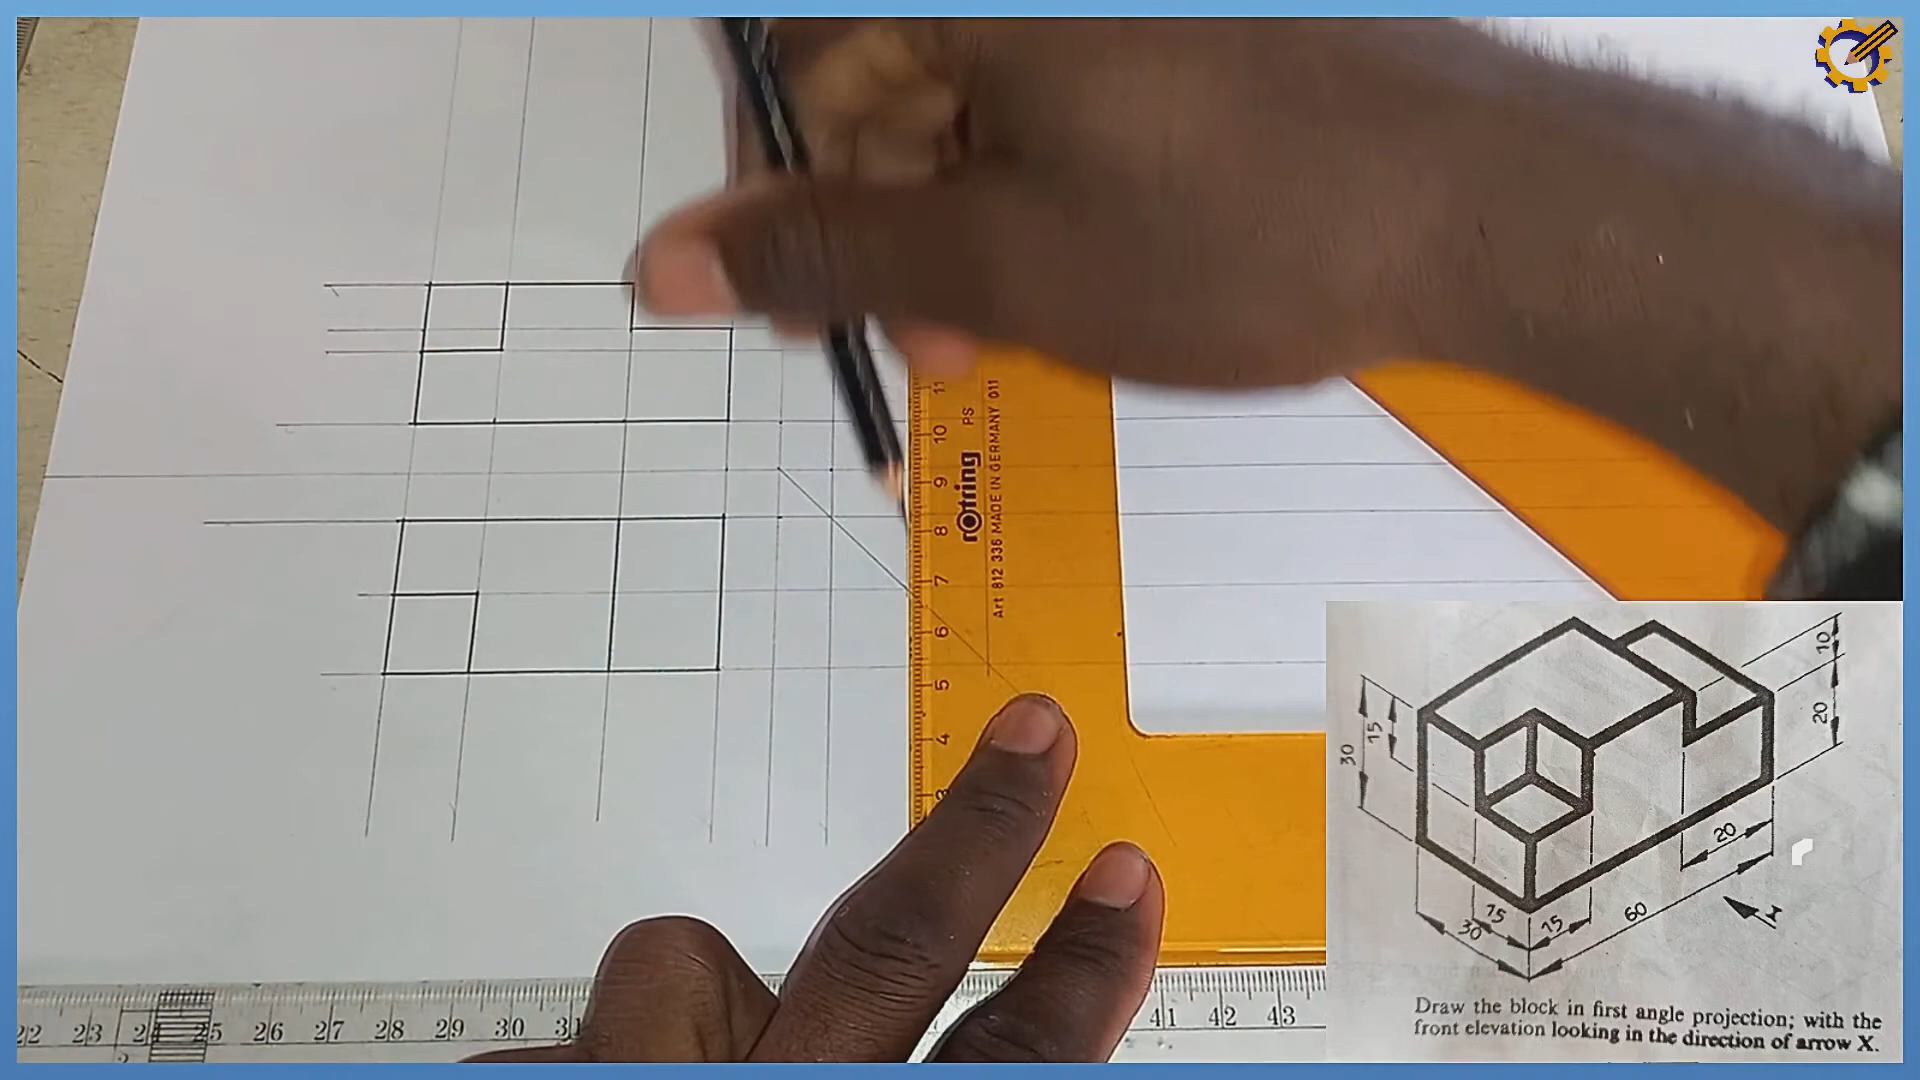 11
10
9
8
7
6
5
4
3
rotring
PS
Art 812 336 MADE IN GERMANY 011
22 23 24 25 26 27 28 29 30 31
41 42 43
10
20
30
15
20
60
15
15
30
X
Draw the block in first angle projection; with the
front elevation looking in the direction of arrow X.